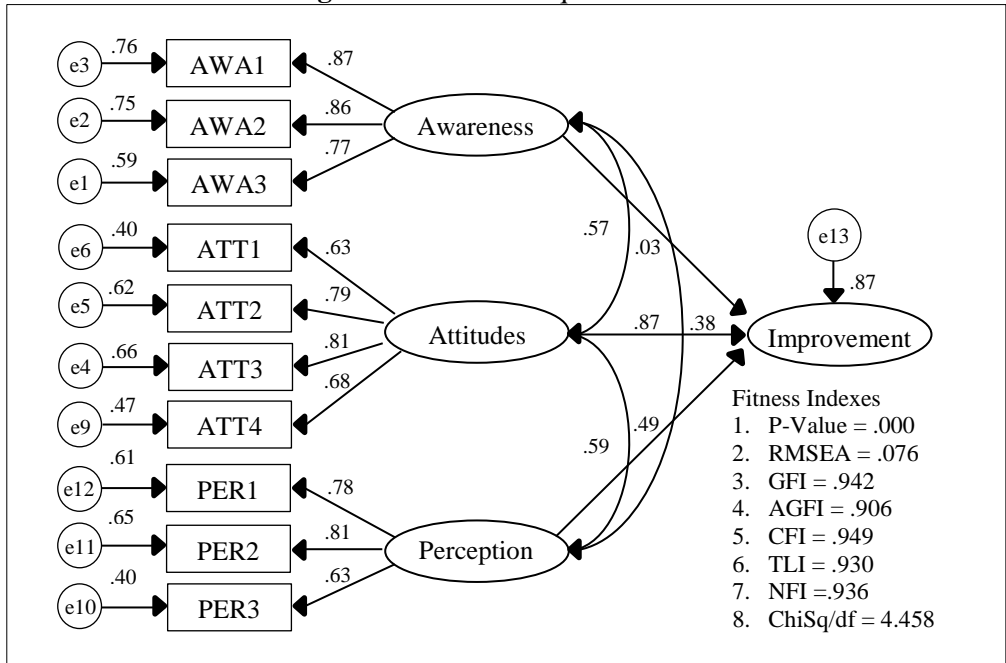 e3 .76 AWA1 .87
e2 .75 AWA2 .86 Awareness
e1 .59 AWA3 .77
e6 .40 ATT1 .63 .57 .03 e13
e5 .62 ATT2 .79 .87
e4 .66 ATT3 .81 Attitudes .87 .38 Improvement
e9 .47 ATT4 .68
e12 .61 PER1 .78 .59 .49
e11 .65 PER2 .81 Perception
e10 .40 PER3 .63
Fitness Indexes
1. P-Value = .000
2. RMSEA = .076
3. GFI = .942
4. AGFI = .906
5. CFI = .949
6. TLI = .930
7. NFI =.936
8. ChiSq/df = 4.458